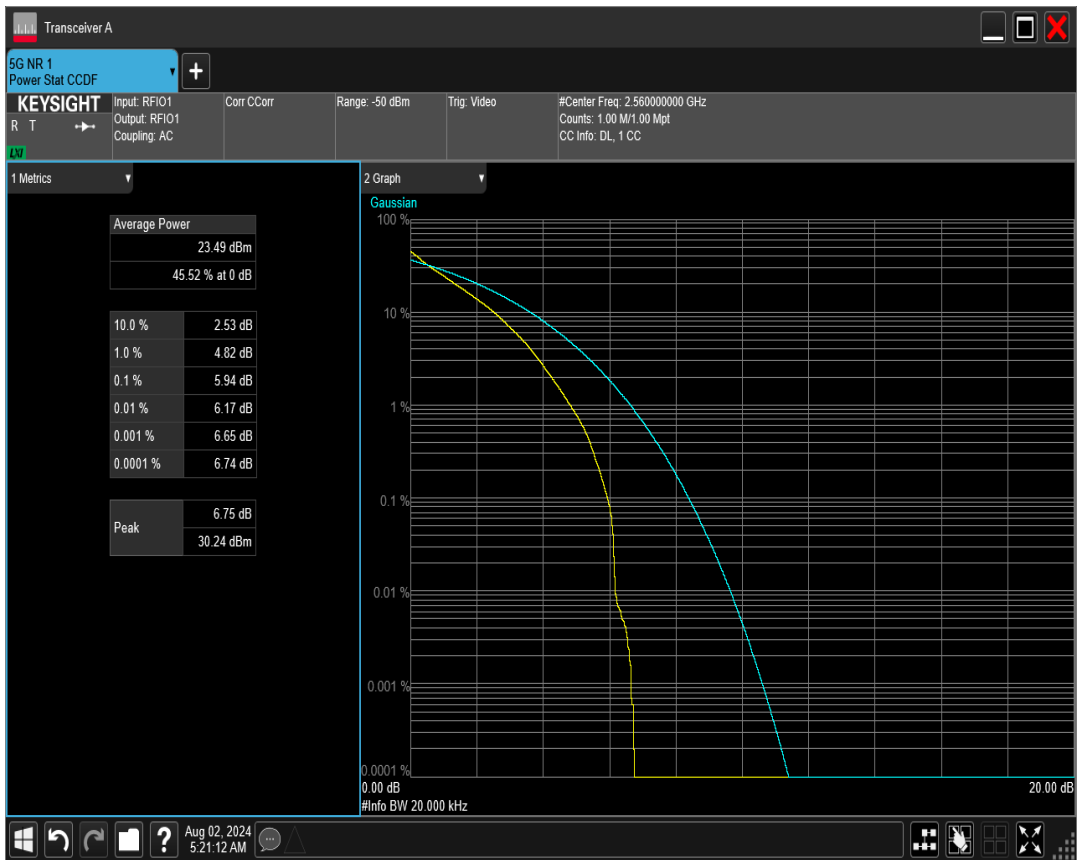 Transceiver A
5G NR 1
Power Stat CCDF
KEYSIGHT
R T
LXI
Input: RFIO1
Output: RFIO1
Coupling: AC
Corr CCorr
Range: -50 dBm
Trig: Video
#Center Freq: 2.560000000 GHz
Counts: 1.00 M/1.00 Mpt
CC Info: DL, 1 CC
1 Metrics
Average Power
23.49 dBm
45.52 % at 0 dB
10.0 % 2.53 dB
1.0 % 4.82 dB
0.1 % 5.94 dB
0.01 % 6.17 dB
0.001 % 6.65 dB
0.0001 % 6.74 dB
Peak 6.75 dB
30.24 dBm
2 Graph
Gaussian
100 %
10 %
1 %
0.1 %
0.01 %
0.001 %
0.0001 %
0.00 dB 20.00 dB
#Info BW 20.000 kHz
?
Aug 02, 2024
5:21:12 AM